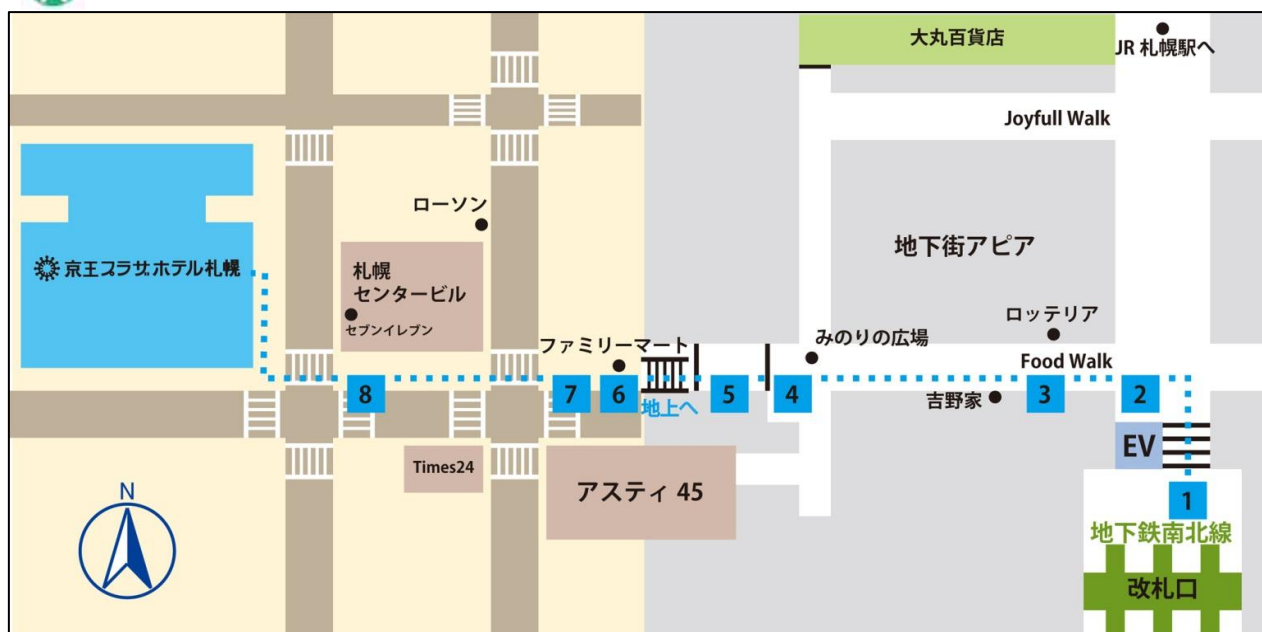 大丸百貨店
JR 札幌駅へ
Joyfull Walk
ローソン
地下街アピア
京王プラザホテル札幌
札幌
センタービル
セブンイレブン
ロッテリア
ファミリーマート
みのりの広場
Food Walk
8
7
6
地上へ
5
4
吉野家
3
2
EV
Times24
アスティ 45
1
地下鉄南北線
改札口
N